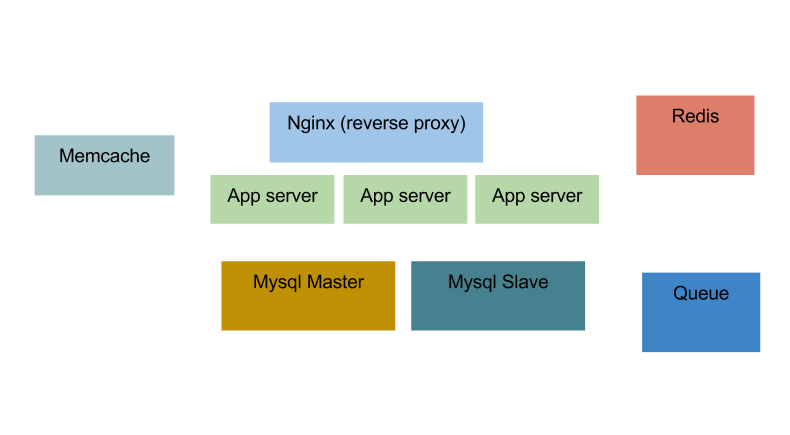 Nginx (reverse proxy)
Redis
Memcache
App server
App server
App server
Mysql Master
Mysql Slave
Queue